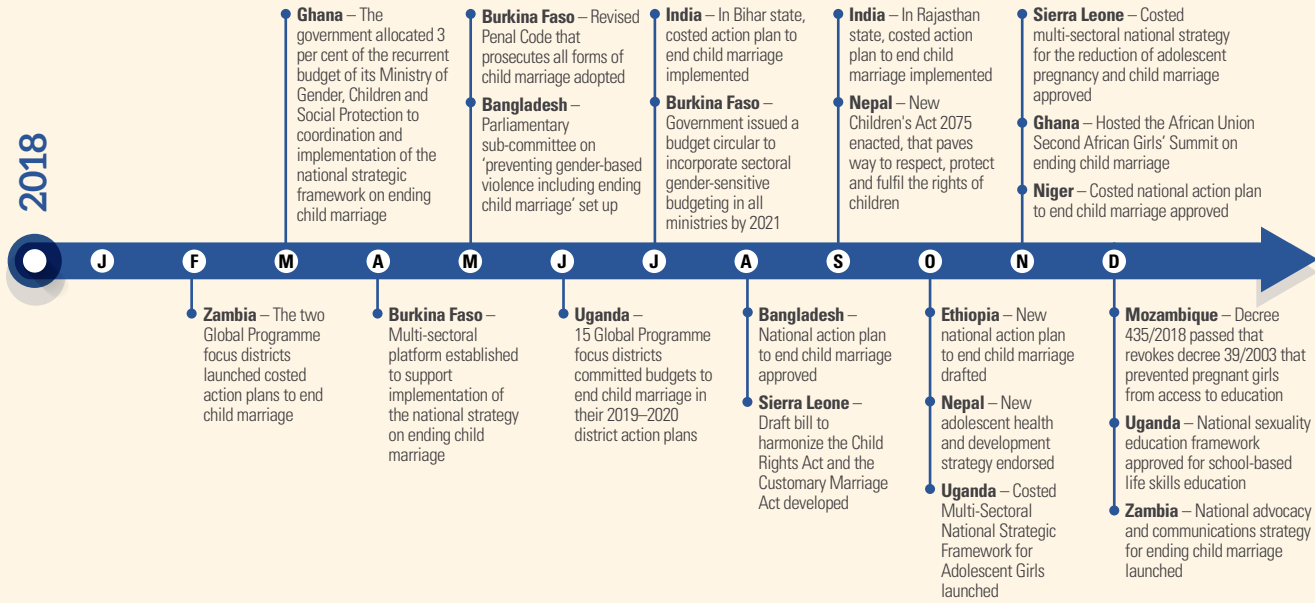 2018
Ghana – The
government allocated 3
per cent of the recurrent
budget of its Ministry of
Gender, Children and
Social Protection to
coordination and
implementation of the
national strategic
framework on ending
child marriage
Burkina Faso – Revised
Penal Code that
prosecutes all forms of
child marriage adopted
Bangladesh –
Parliamentary
sub-committee on
‘preventing gender-based
violence including ending
child marriage’ set up
India – In Bihar state,
costed action plan to
end child marriage
implemented
Burkina Faso –
Government issued a
budget circular to
incorporate sectoral
gender-sensitive
budgeting in all
ministries by 2021
India – In Rajasthan
state, costed action
plan to end child
marriage implemented
Nepal – New
Children's Act 2075
enacted, that paves
way to respect, protect
and fulfil the rights of
children
Sierra Leone – Costed
multi-sectoral national strategy
for the reduction of adolescent
pregnancy and child marriage
approved
Ghana – Hosted the African Union
Second African Girls’ Summit on
ending child marriage
Niger – Costed national action plan
to end child marriage approved
J F M A M J J A S O N D
Zambia – The two
Global Programme
focus districts
launched costed
action plans to end
child marriage
Burkina Faso –
Multi-sectoral
platform established
to support
implementation of
the national strategy
on ending child
marriage
Uganda –
15 Global Programme
focus districts
committed budgets to
end child marriage in
their 2019–2020
district action plans
Bangladesh –
National action plan
to end child marriage
approved
Sierra Leone –
Draft bill to
harmonize the Child
Rights Act and the
Customary Marriage
Act developed
Ethiopia – New
national action plan
to end child marriage
drafted
Nepal – New
adolescent health
and development
strategy endorsed
Uganda – Costed
Multi-Sectoral
National Strategic
Framework for
Adolescent Girls
launched
Mozambique – Decree
435/2018 passed that
revokes decree 39/2003 that
prevented pregnant girls
from access to education
Uganda – National sexuality
education framework
approved for school-based
life skills education
Zambia – National advocacy
and communications strategy
for ending child marriage
launched